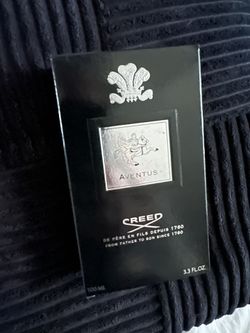 AVENTUS
CREED
DE PÈRE EN FILS DEPUIS 1760
FROM FATHER TO SON SINCE 1760
100 ML
3.3 FL.OZ.